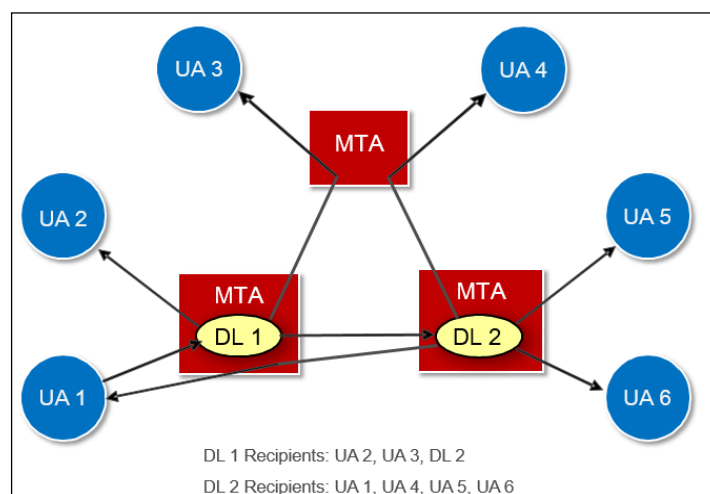 UA 3
UA 4
MTA
UA 2
UA 5
MTA
MTA
DL 1
DL 2
UA 1
UA 6
DL 1 Recipients: UA 2, UA 3, DL 2
DL 2 Recipients: UA 1, UA 4, UA 5, UA 6